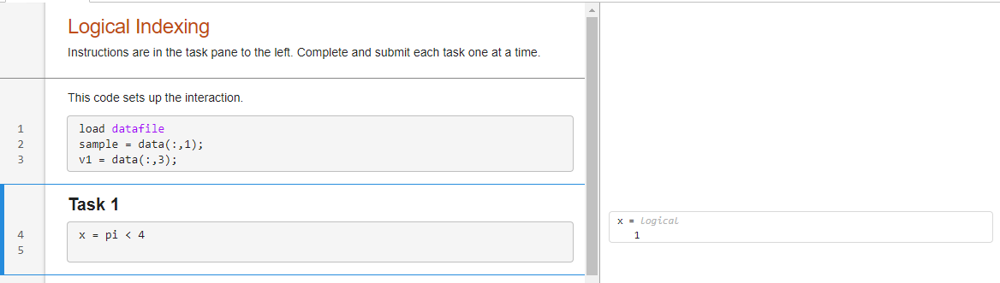 Logical Indexing
Instructions are in the task pane to the left. Complete and submit each task one at a time.
This code sets up the interaction.
1 load datafile
2 sample = data(:,1);
3 v1 = data(:,3);
Task 1
4 x = pi < 4
5
x = Logical
1